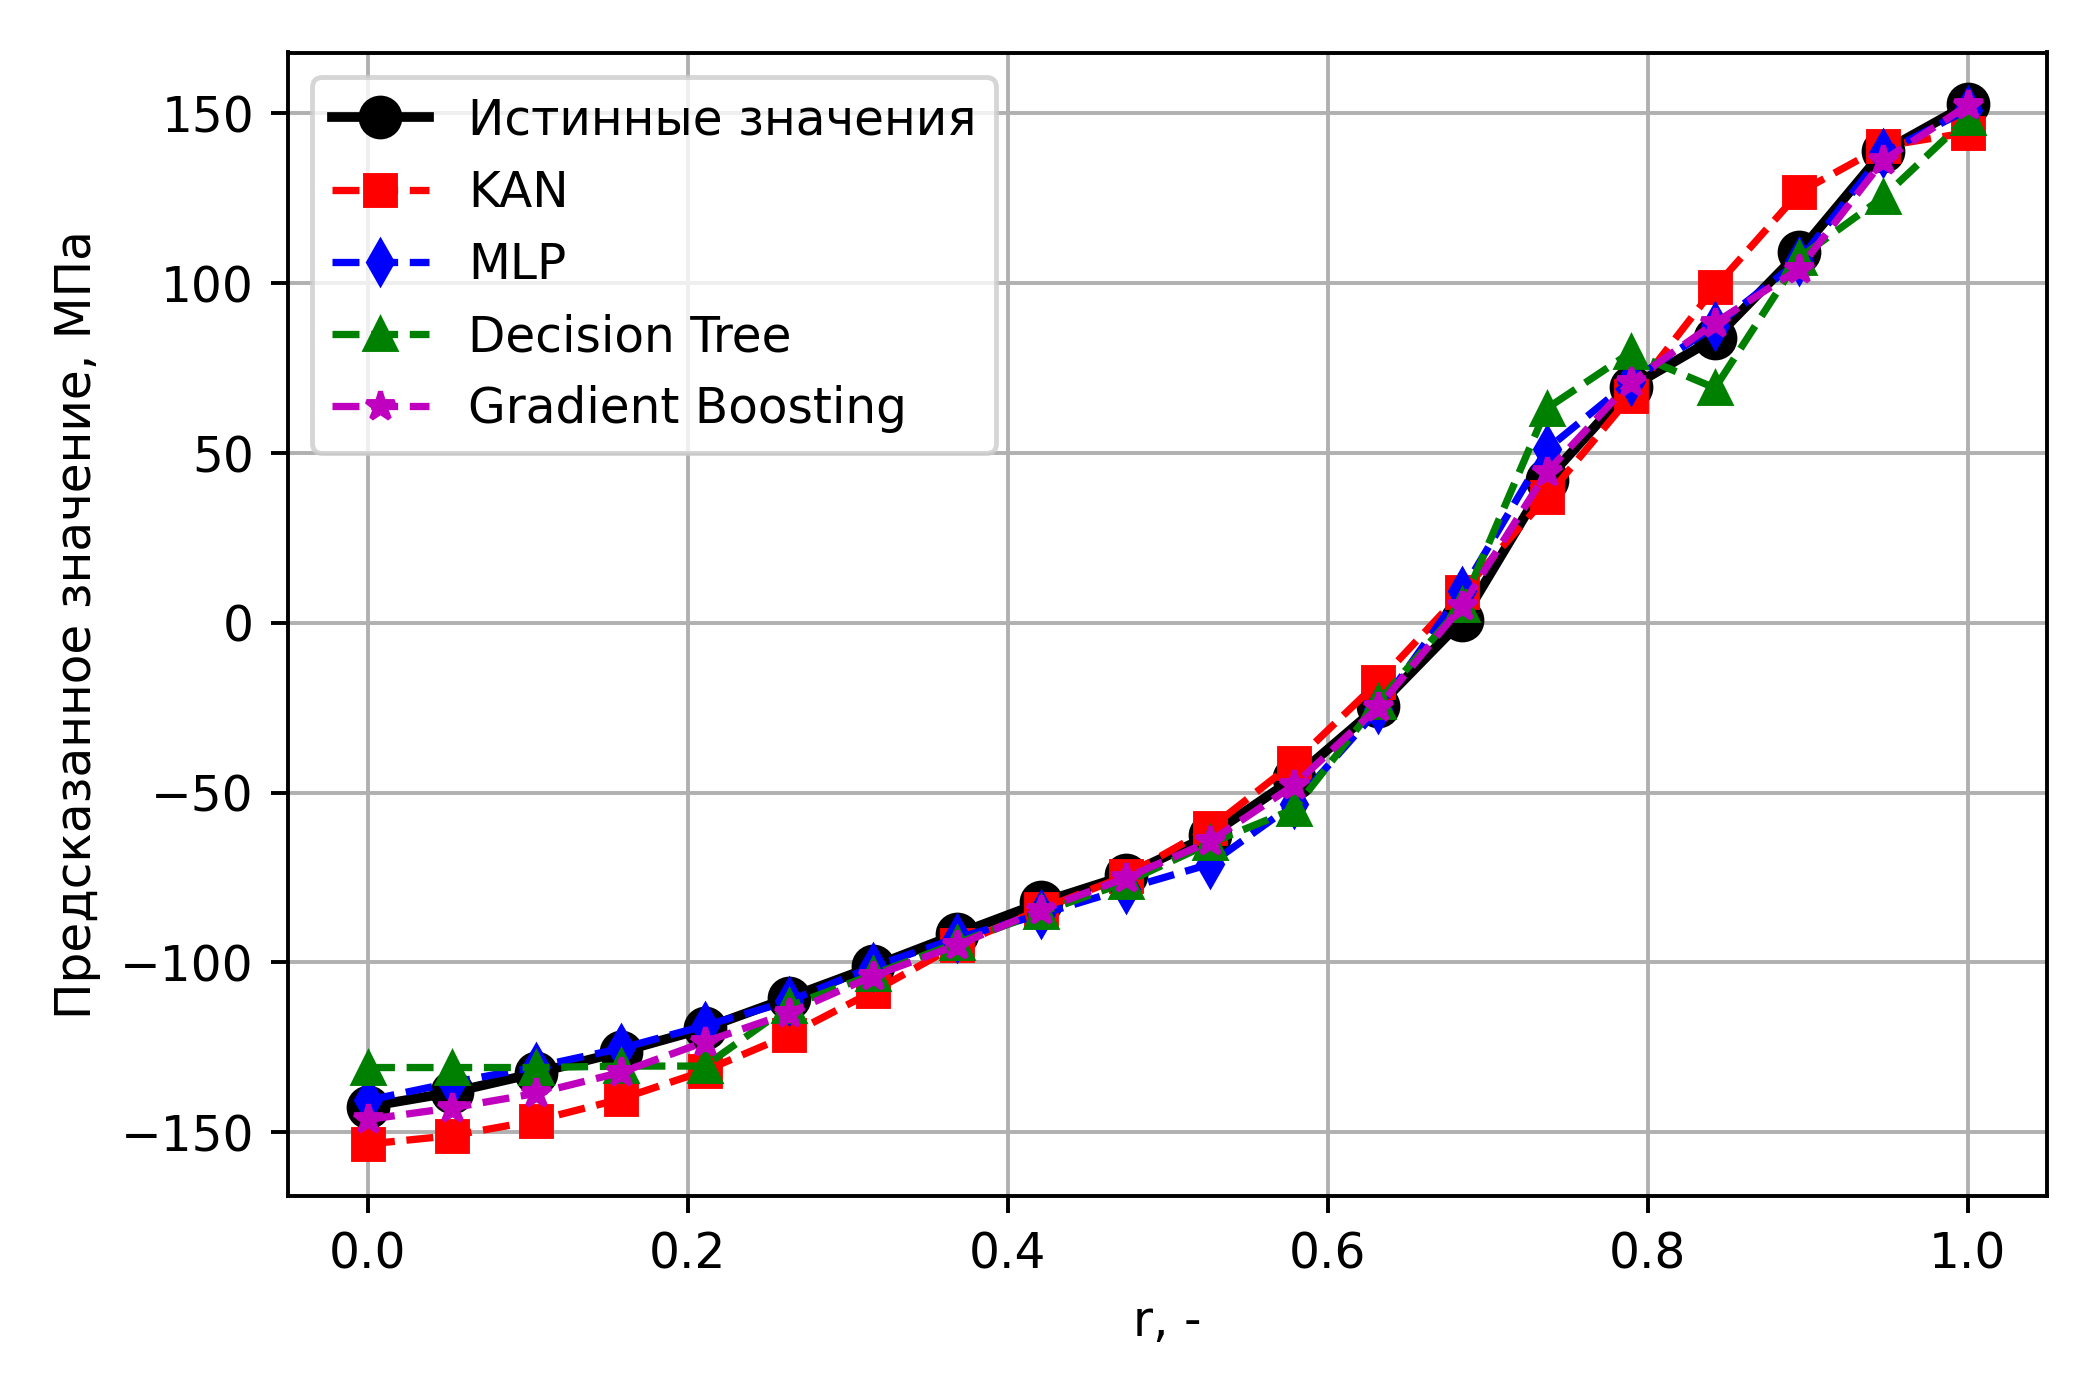 Истинные значения
KAN
MLP
Decision Tree
Gradient Boosting
Предсказанное значение, МПа
150
100
50
0
−50
−100
−150
0.0 0.2 0.4 0.6 0.8 1.0
r, -